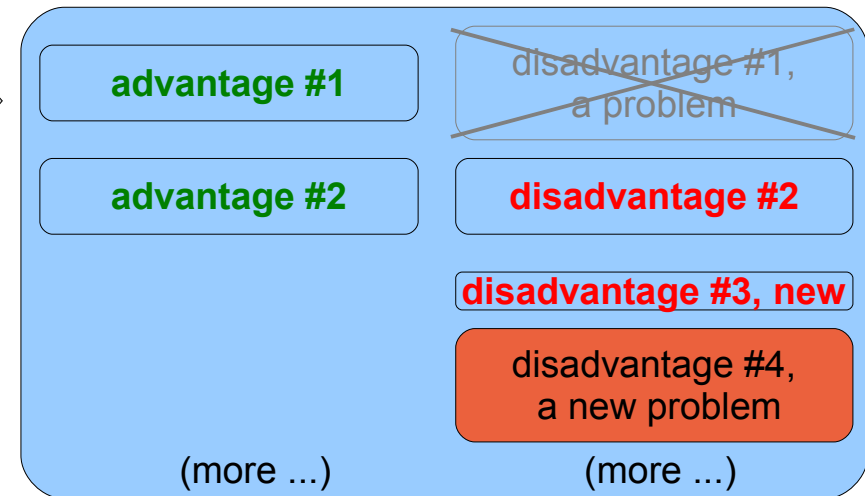 advantage #1
advantage #2
(more ...)
disadvantage #1,
a problem
disadvantage #2
disadvantage #3, new
disadvantage #4,
a new problem
(more ...)